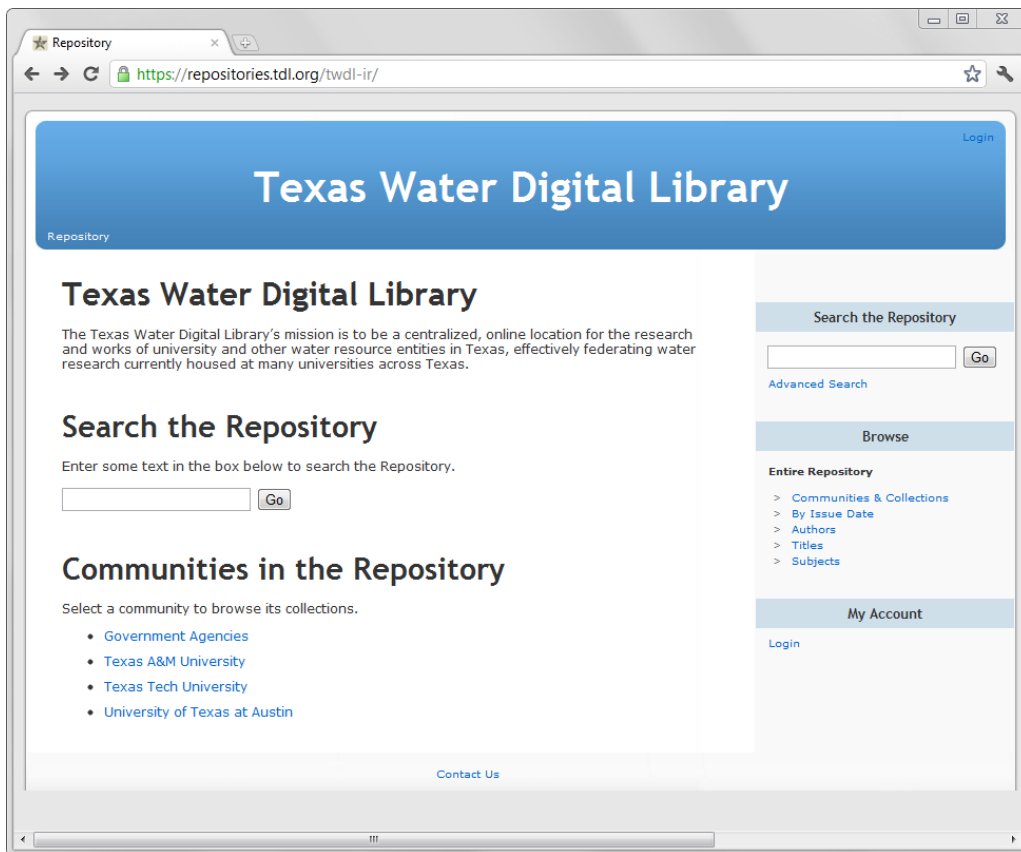 Repository
https://repositories.tdl.org/twdl-ir/
Login
Texas Water Digital Library
Repository
Texas Water Digital Library
The Texas Water Digital Library's mission is to be a centralized, online location for the research
and works of university and other water resource entities in Texas, effectively federating water
research currently housed at many universities across Texas.
Search the Repository
Enter some text in the box below to search the Repository.
Go
Communities in the Repository
Select a community to browse its collections.
• Government Agencies
• Texas A&M University
• Texas Tech University
• University of Texas at Austin
Search the Repository
Go
Advanced Search
Browse
Entire Repository
> Communities & Collections
> By Issue Date
> Authors
> Titles
> Subjects
My Account
Login
Contact Us